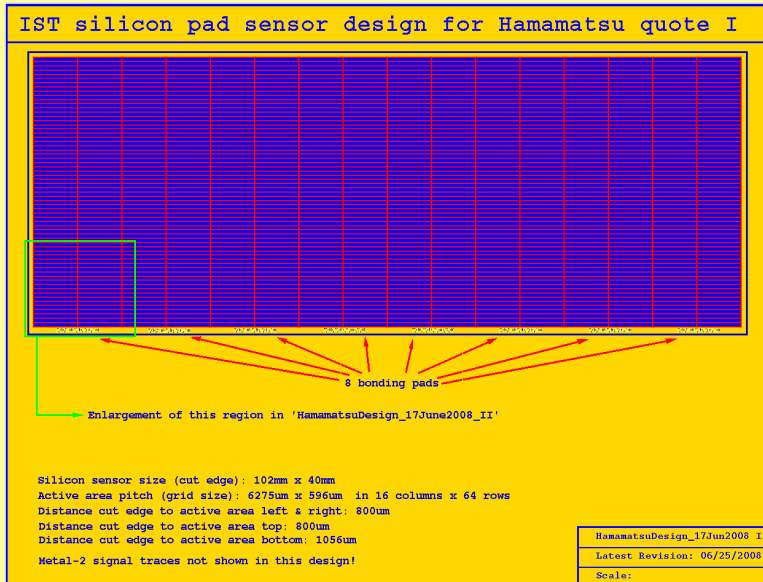 IST silicon pad sensor design for Hamamatsu quote I
8 bonding pads
Enlargement of this region in 'HamamatsuDesign_17June2008_II'
Silicon sensor size (cut edge): 102mm x 40mm
Active area pitch (grid size): 6275um x 596um in 16 columns x 64 rows
Distance cut edge to active area left & right: 800um
Distance cut edge to active area top: 800um
Distance cut edge to active area bottom: 1056um
Metal-2 signal traces not shown in this design!
HamamatsuDesign_17Jun2008 I
Latest Revision: 06/25/2008
Scale: